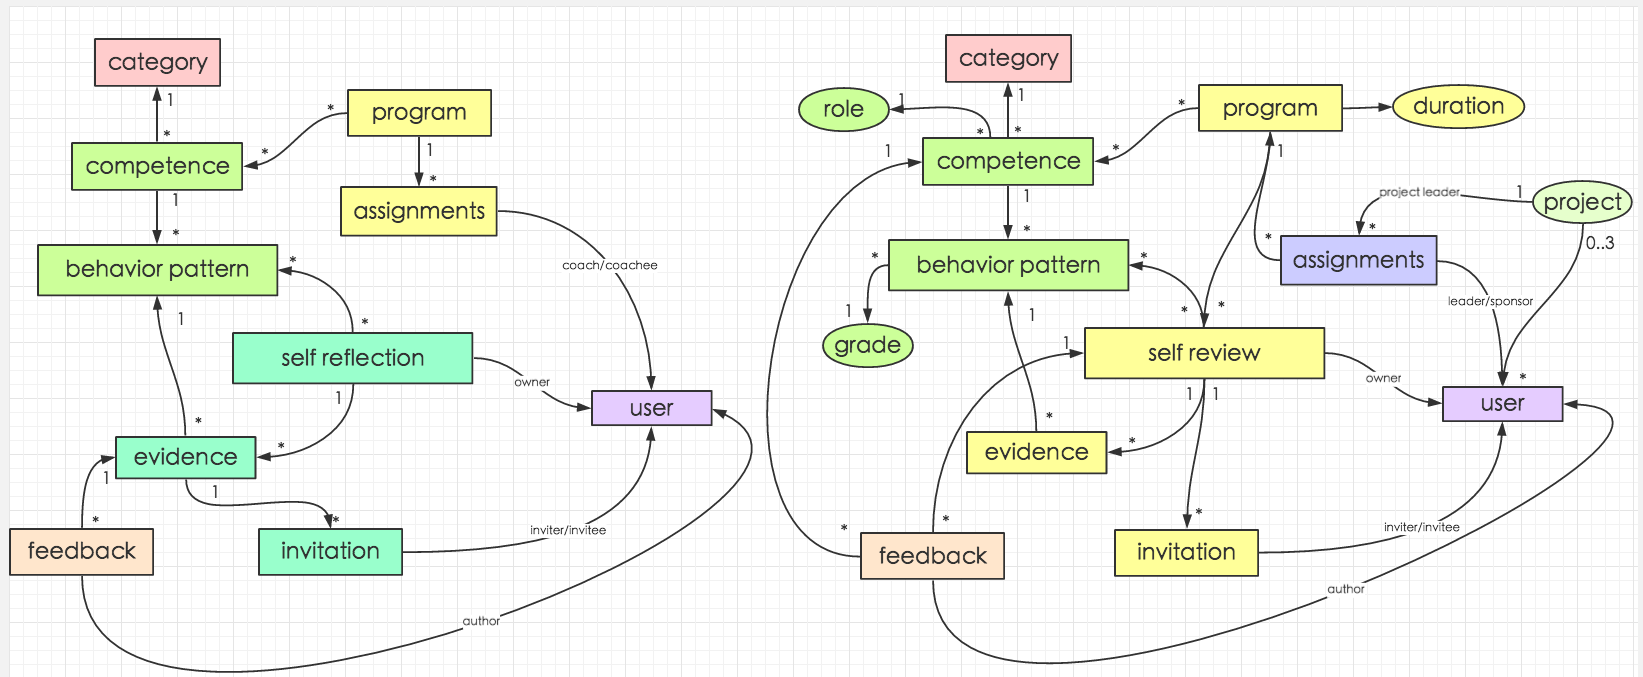 category
1
*
program
*
*
competence
1
1
*
assignments
*
behavior pattern
*
coach/coachee
1
*
self reflection
owner
1
user
*
*
evidence
1
1
*
*
feedback
invitation
inviter/invitee
author
category
role
1
1
*
program
duration
*
*
1
competence
*
1
1
project leader
1
project
*
*
*
assignments
0..3
*
behavior pattern
*
leader/sponsor
1
1
*
*
grade
1
self review
owner
*
user
1
1
*
*
evidence
*
*
*
feedback
invitation
inviter/invitee
author